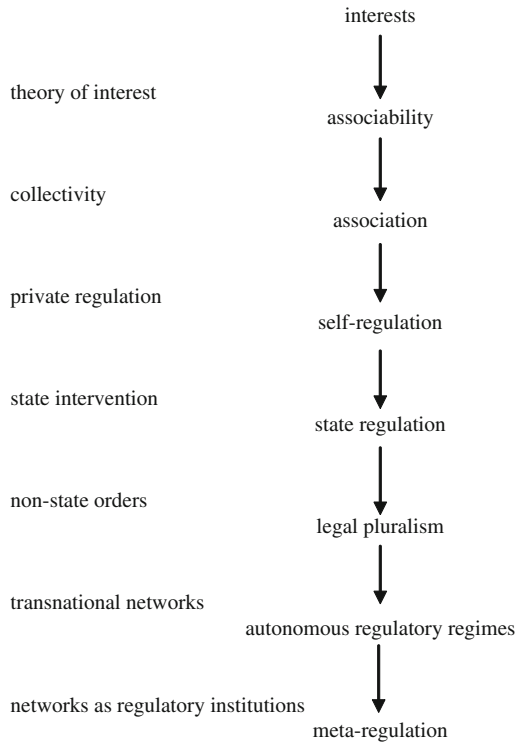 interests
theory of interest
associability
collectivity
association
private regulation
self-regulation
state intervention
state regulation
non-state orders
legal pluralism
transnational networks
autonomous regulatory regimes
networks as regulatory institutions
meta-regulation